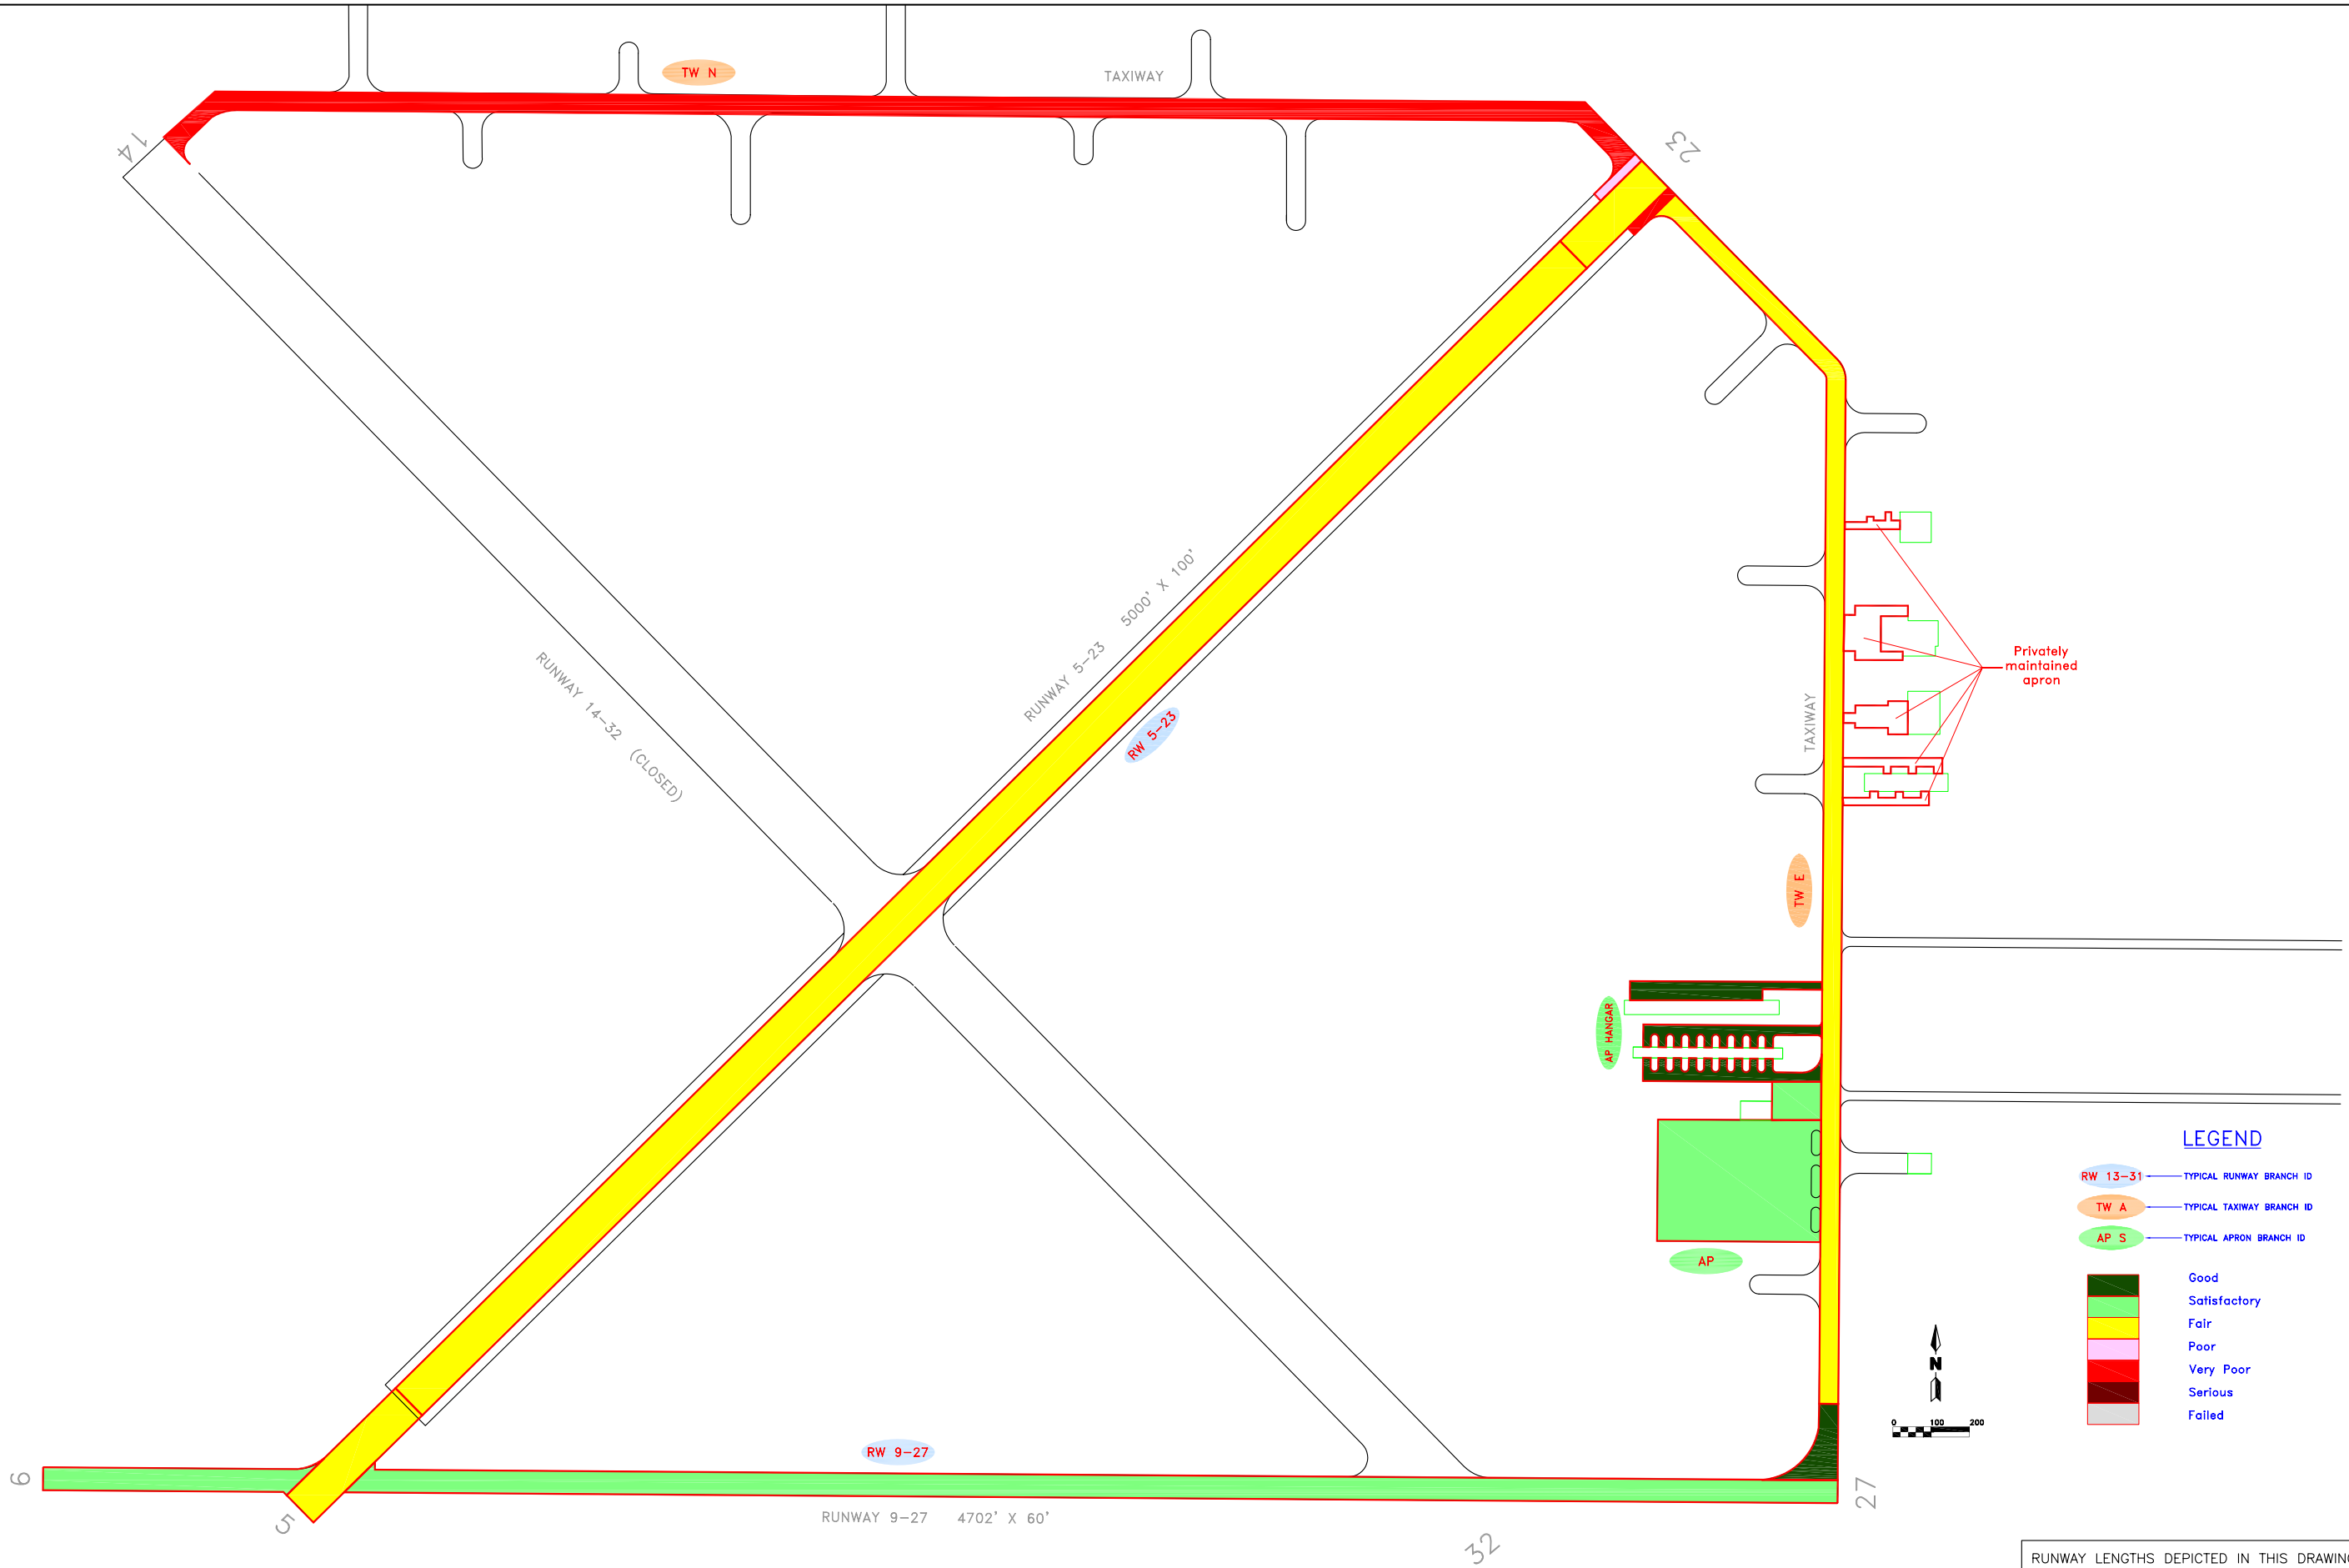 TW N
TAXIWAY
14
23
RUNWAY 5-23 5000' X 100'
RUNWAY 14-32 (CLOSED)
RW 5-23
Privately
maintained
apron
TAXIWAY
TW E
AP HANGAR
AP
LEGEND
RW 13-31 TYPICAL RUNWAY BRANCH ID
TW A TYPICAL TAXIWAY BRANCH ID
AP S TYPICAL APRON BRANCH ID
Good
Satisfactory
Fair
Poor
Very Poor
Serious
Failed
N
0 100 200
RW 9-27
9
27
5
RUNWAY 9-27 4702' X 60'
32
RUNWAY LENGTHS DEPICTED IN THIS DRAWING